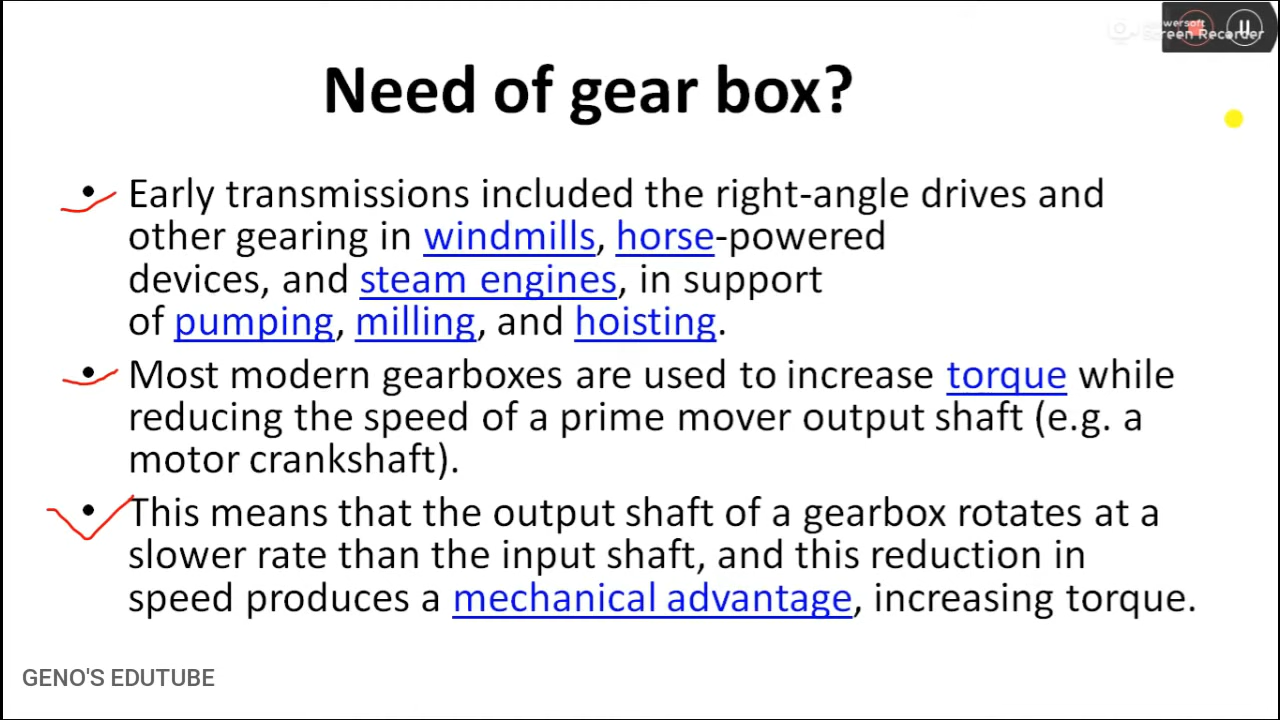 wersoft
Screen Recorder
Need of gear box?
• Early transmissions included the right-angle drives and
other gearing in windmills, horse-powered
devices, and steam engines, in support
of pumping, milling, and hoisting.
• Most modern gearboxes are used to increase torque while
reducing the speed of a prime mover output shaft (e.g. a
motor crankshaft).
• This means that the output shaft of a gearbox rotates at a
slower rate than the input shaft, and this reduction in
speed produces a mechanical advantage, increasing torque.
GENO'S EDUTUBE